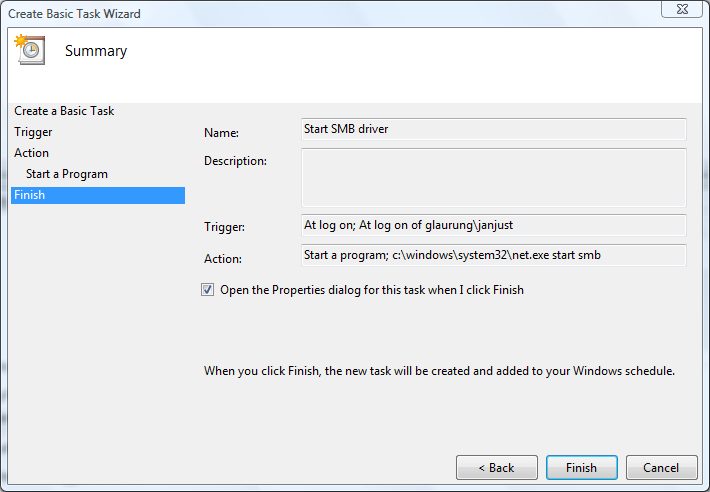 Create Basic Task Wizard
Summary
Create a Basic Task
Trigger
Action
Start a Program
Finish
Name:
Start SMB driver
Description:
Trigger:
At log on; At log on of glaurung\janjust
Action:
Start a program; c:\windows\system32\net.exe start smb
Open the Properties dialog for this task when I click Finish
When you click Finish, the new task will be created and added to your Windows schedule.
< Back
Finish
Cancel